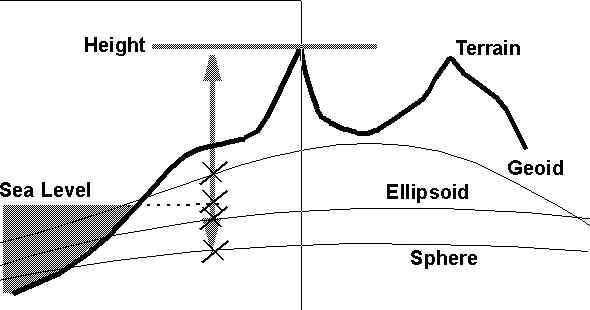 Height
Terrain
Geoid
Sea Level
Ellipsoid
Sphere